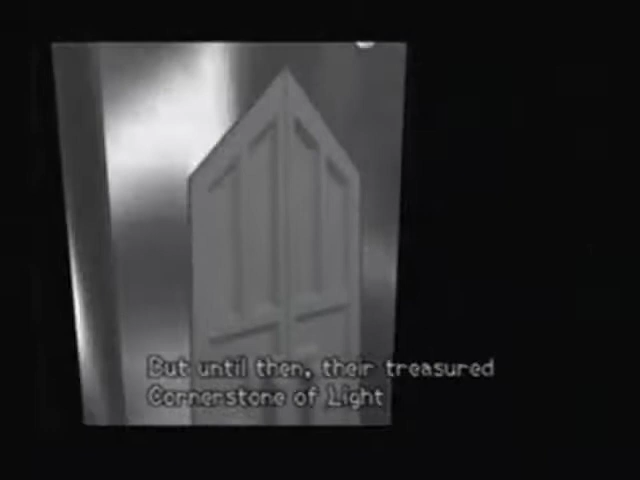 But until then, their treasured
Cornerstone of Light